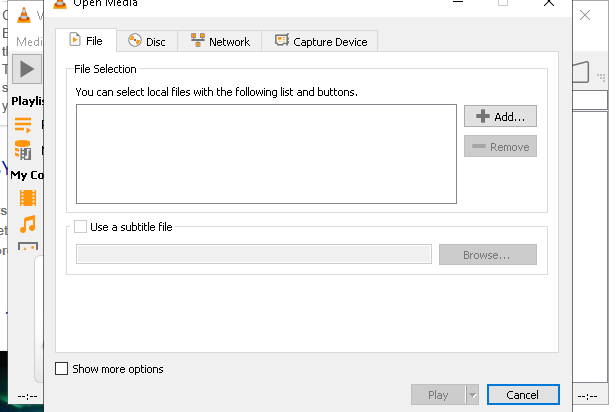 Open Media
File
Disc
Network
Capture Device
File Selection
You can select local files with the following list and buttons.
Add...
Remove
Use a subtitle file
Browse...
Show more options
Play
Cancel
Medi
Playlis
My Co
--:--
--:--